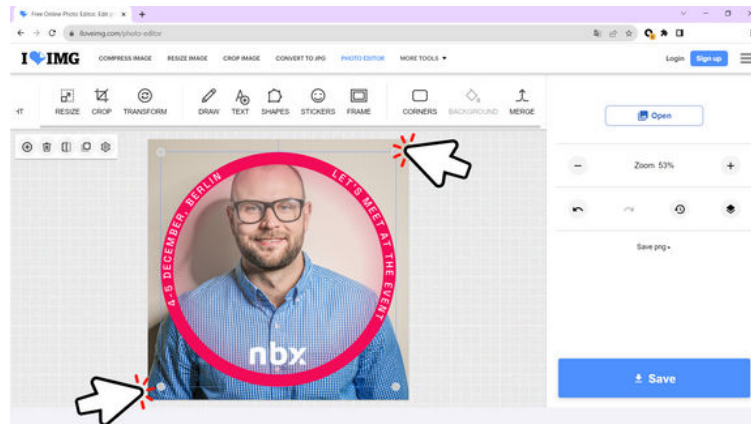 Free Online Photo Editor. Edit p
iloveimg.com/photo-editor
I IMG
COMPRESS IMAGE RESIZE IMAGE CROP IMAGE CONVERT TO JPG PHOTO EDITOR MORE TOOLS
Login Sign up
HT RESIZE CROP TRANSFORM DRAW TEXT SHAPES STICKERS FRAME CORNERS BACKGROUND MERGE
Open
Zoom 53%
Save png
Save
4-5 DECEMBER, BERLIN
LET'S MEET AT THE EVENT
nbx